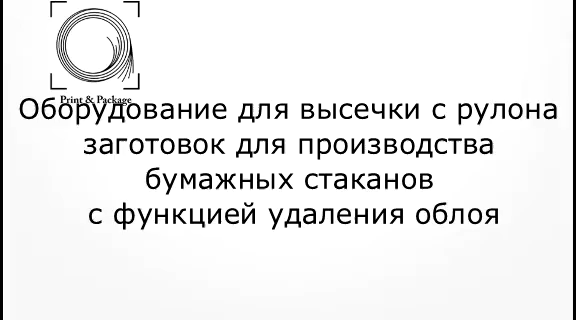 Print & Package
Оборудование для высечки с рулона
заготовок для производства
бумажных стаканов
с функцией удаления облоя